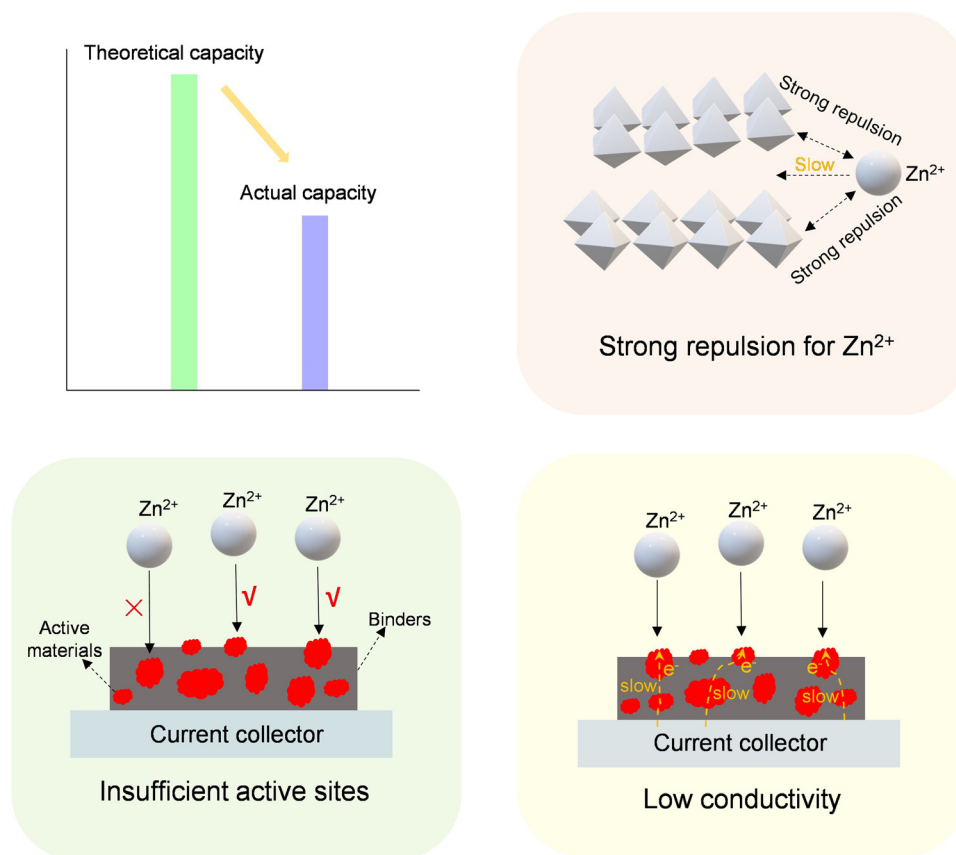 Theoretical capacity
Actual capacity
Strong repulsion
Slow
Zn²⁺
Strong repulsion
Strong repulsion for Zn²⁺
Zn²⁺
Zn²⁺
Zn²⁺
×
√
√
Active
materials
Binders
Current collector
Insufficient active sites
Zn²⁺
Zn²⁺
Zn²⁺
e⁻
e⁻
e⁻
slow
slow
slow
Current collector
Low conductivity